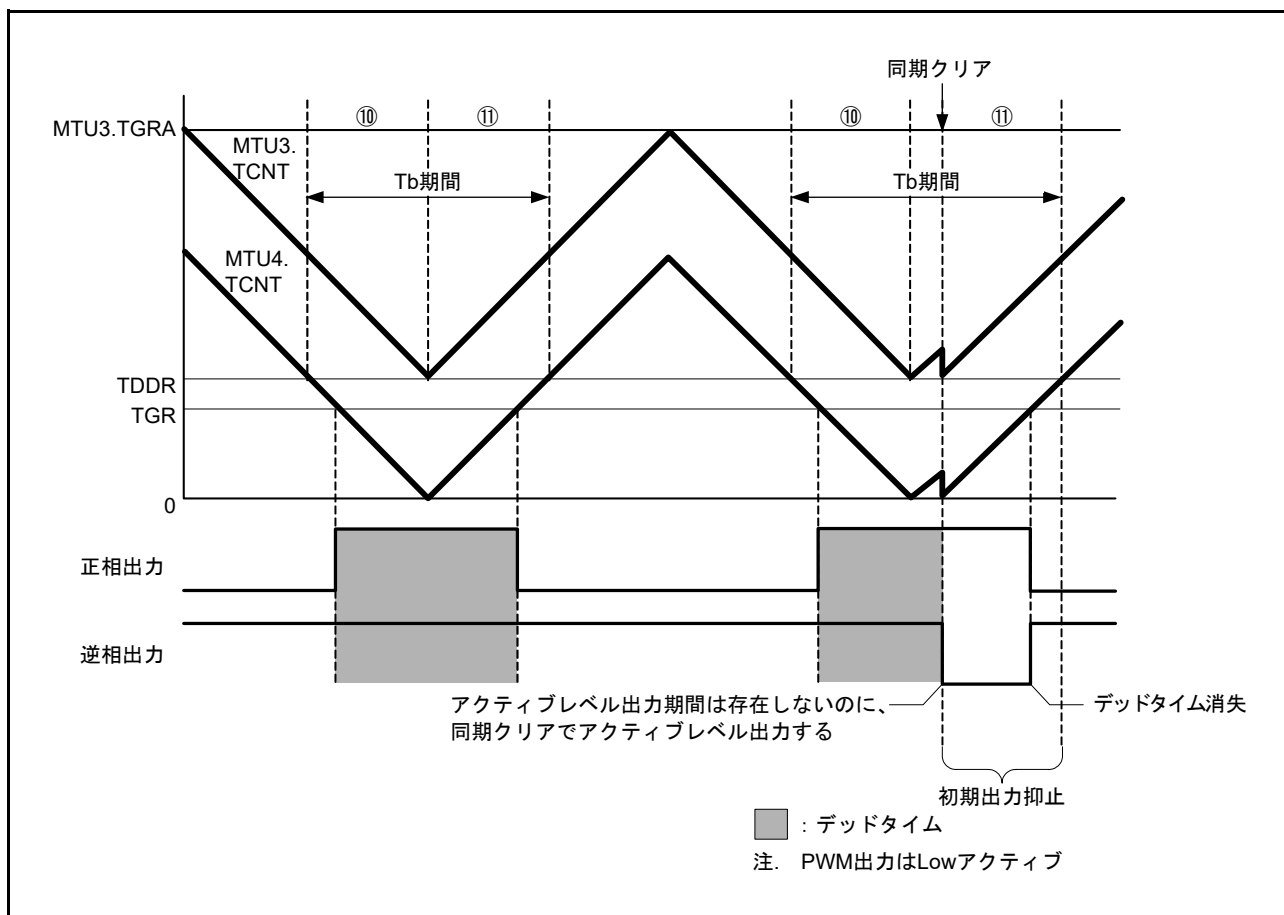 同期クリア
⑩ ⑪ ⑩ ⑪
MTU3.TGRA
MTU3.
TCNT
Tb期間 Tb期間
MTU4.
TCNT
TDDR
TGR
0
正相出力
逆相出力
アクティブレベル出力期間は存在しないのに、
同期クリアでアクティブレベル出力する
デッドタイム消失
初期出力抑止
：デッドタイム
注. PWM出力はLowアクティブ